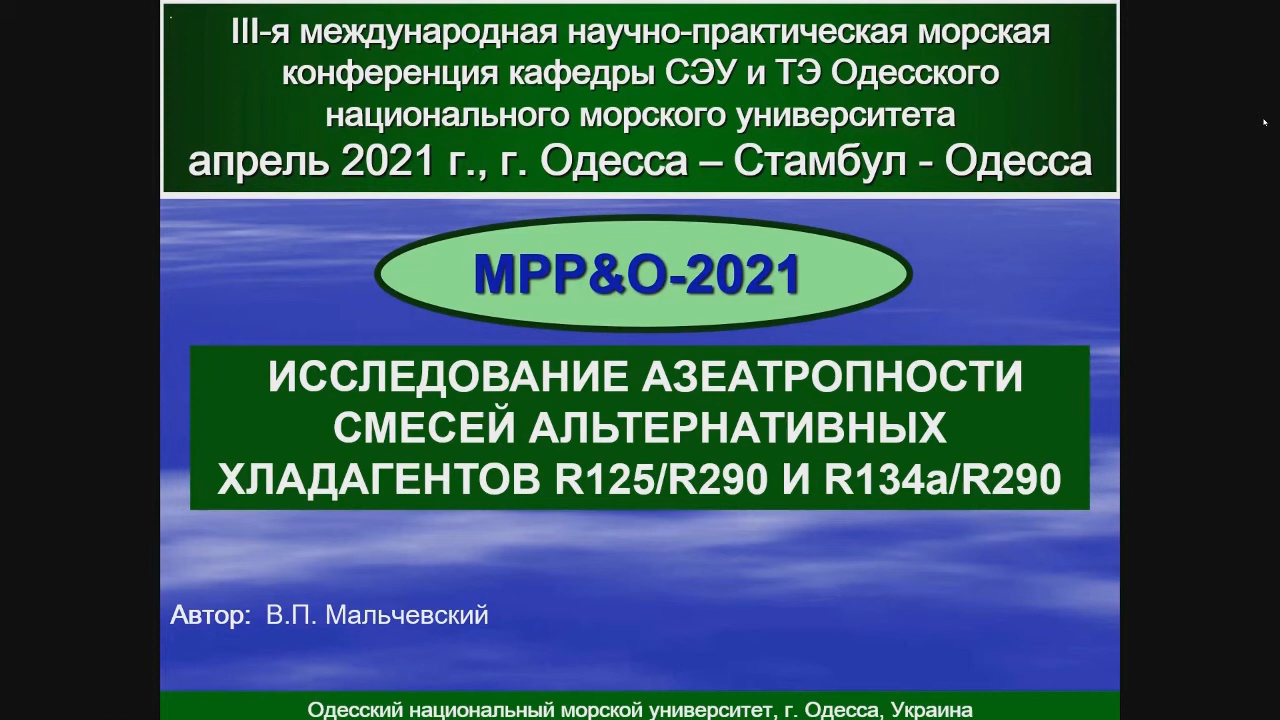 III-я международная научно-практическая морская
конференция кафедры СЭУ и ТЭ Одесского
национального морского университета
апрель 2021 г., г. Одесса – Стамбул - Одесса
MPP&O-2021
ИССЛЕДОВАНИЕ АЗЕАТРОПНОСТИ
СМЕСЕЙ АЛЬТЕРНАТИВНЫХ
ХЛАДАГЕНТОВ R125/R290 И R134a/R290
Автор: В.П. Мальчевский
Одесский национальный морской университет, г. Одесса, Украина